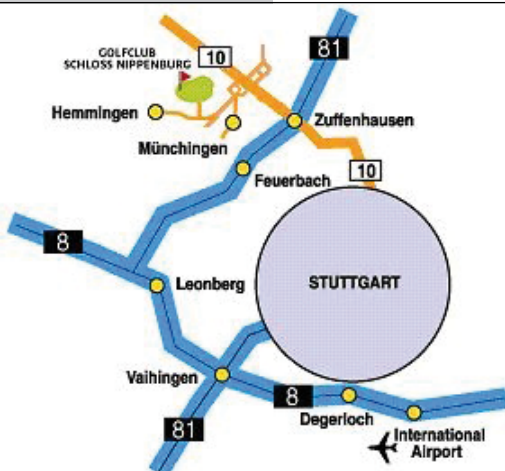 81
10
GOLFCLUB
SCHLOSS NIPPENBURG
Hemmingen
Zuffenhausen
Münchingen
10
Feuerbach
8
Leonberg
STUTTGART
Vaihingen
8
Degerloch
81
International
Airport